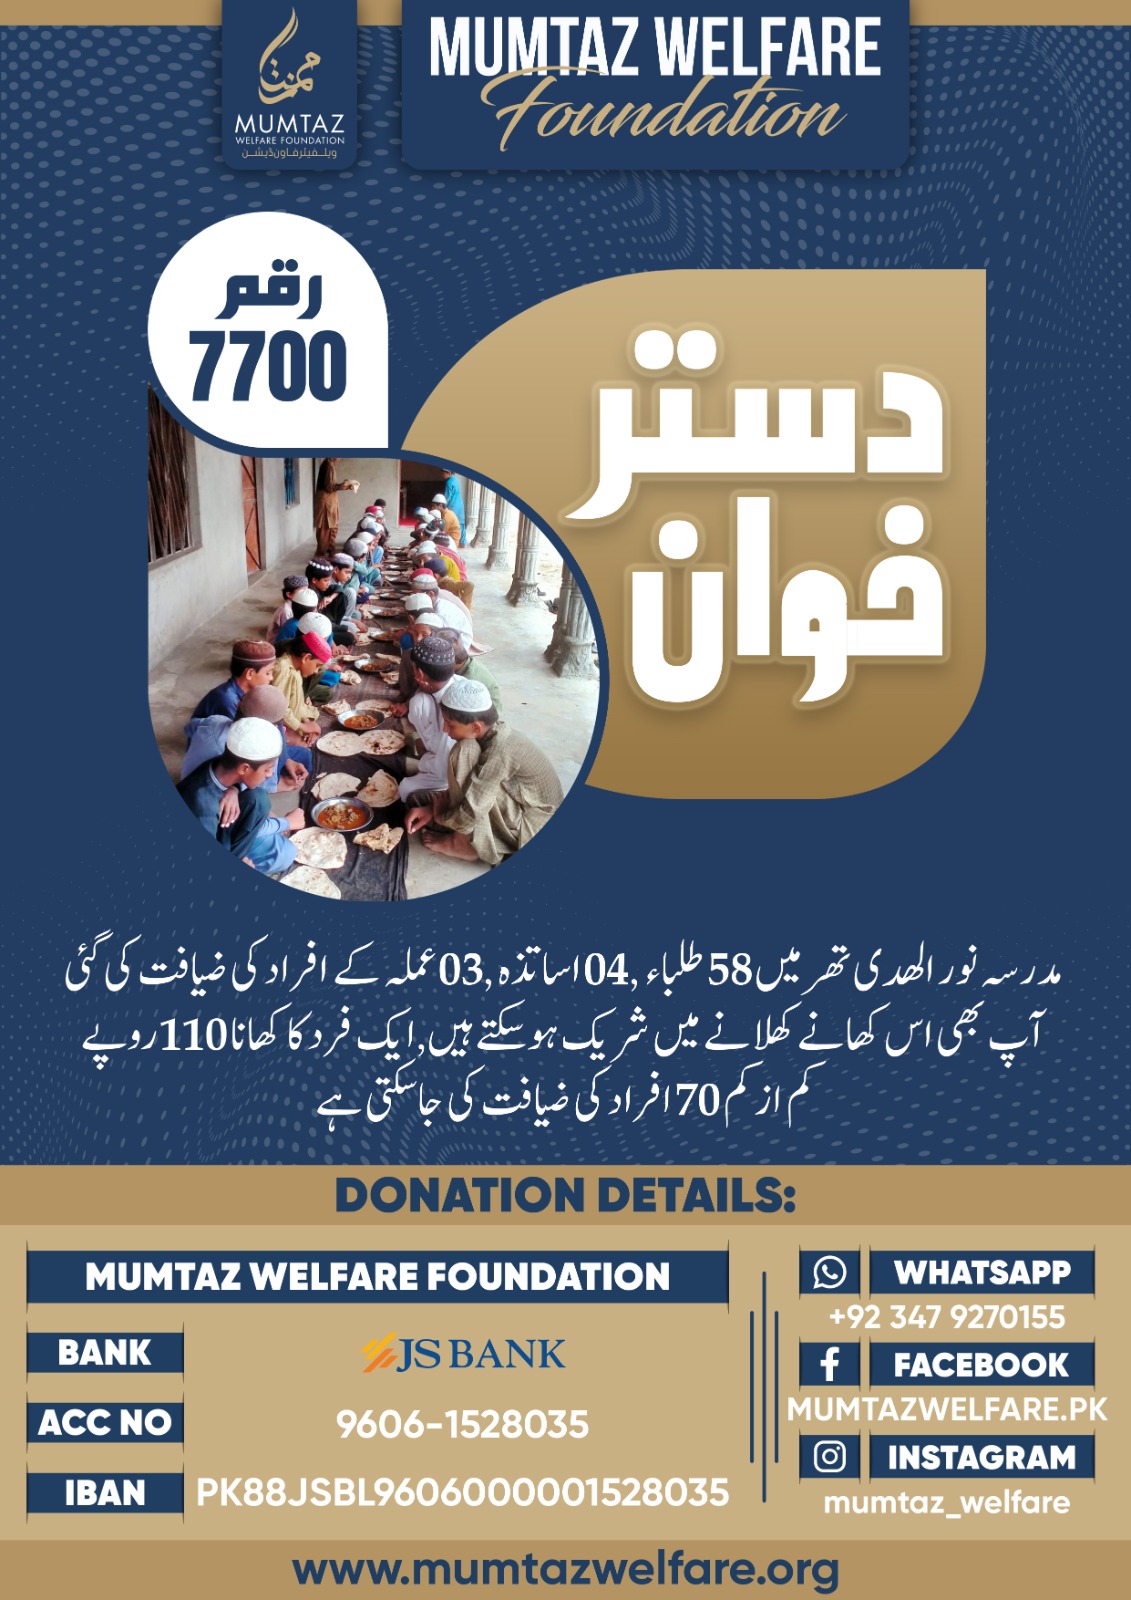 ممتاز
MUMTAZ
WELFARE FOUNDATION
ویلفیئرفاونڈیشن
MUMTAZ WELFARE
Foundation
رقم
7700
دستر
خوان
مدرسہ نور الھدی تھر میں 58 طلباء ,04 اساتذہ ,03 عملہ کے افراد کی ضیافت کی گئی
آپ بھی اس کھانے کھلانے میں شریک ہو سکتے ہیں,ایک فرد کا کھانا 110 روپے
کم از کم 70 افراد کی ضیافت کی جاسکتی ہے
DONATION DETAILS:
MUMTAZ WELFARE FOUNDATION
BANK
JS BANK
ACC NO
9606-1528035
IBAN
PK88JSBL9606000001528035
WHATSAPP
+92 347 9270155
FACEBOOK
MUMTAZWELFARE.PK
INSTAGRAM
mumtaz_welfare
www.mumtazwelfare.org